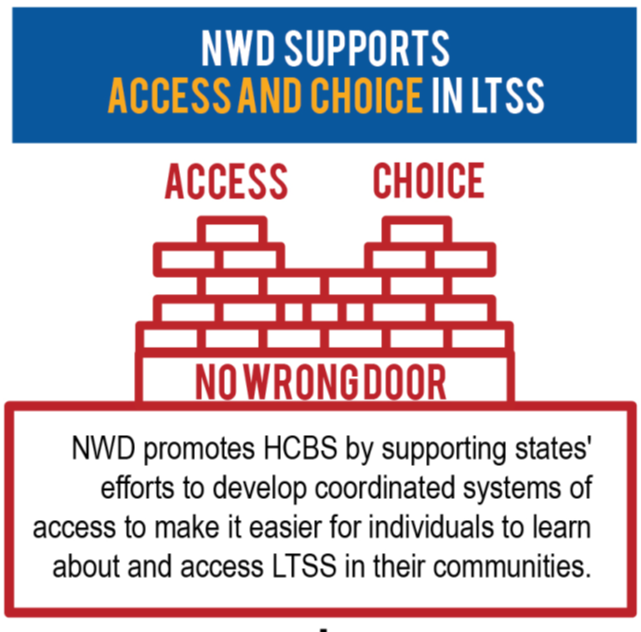 NWD SUPPORTS
ACCESS AND CHOICE IN LTSS
ACCESS CHOICE
NO WRONG DOOR
NWD promotes HCBS by supporting states'
efforts to develop coordinated systems of
access to make it easier for individuals to learn
about and access LTSS in their communities.